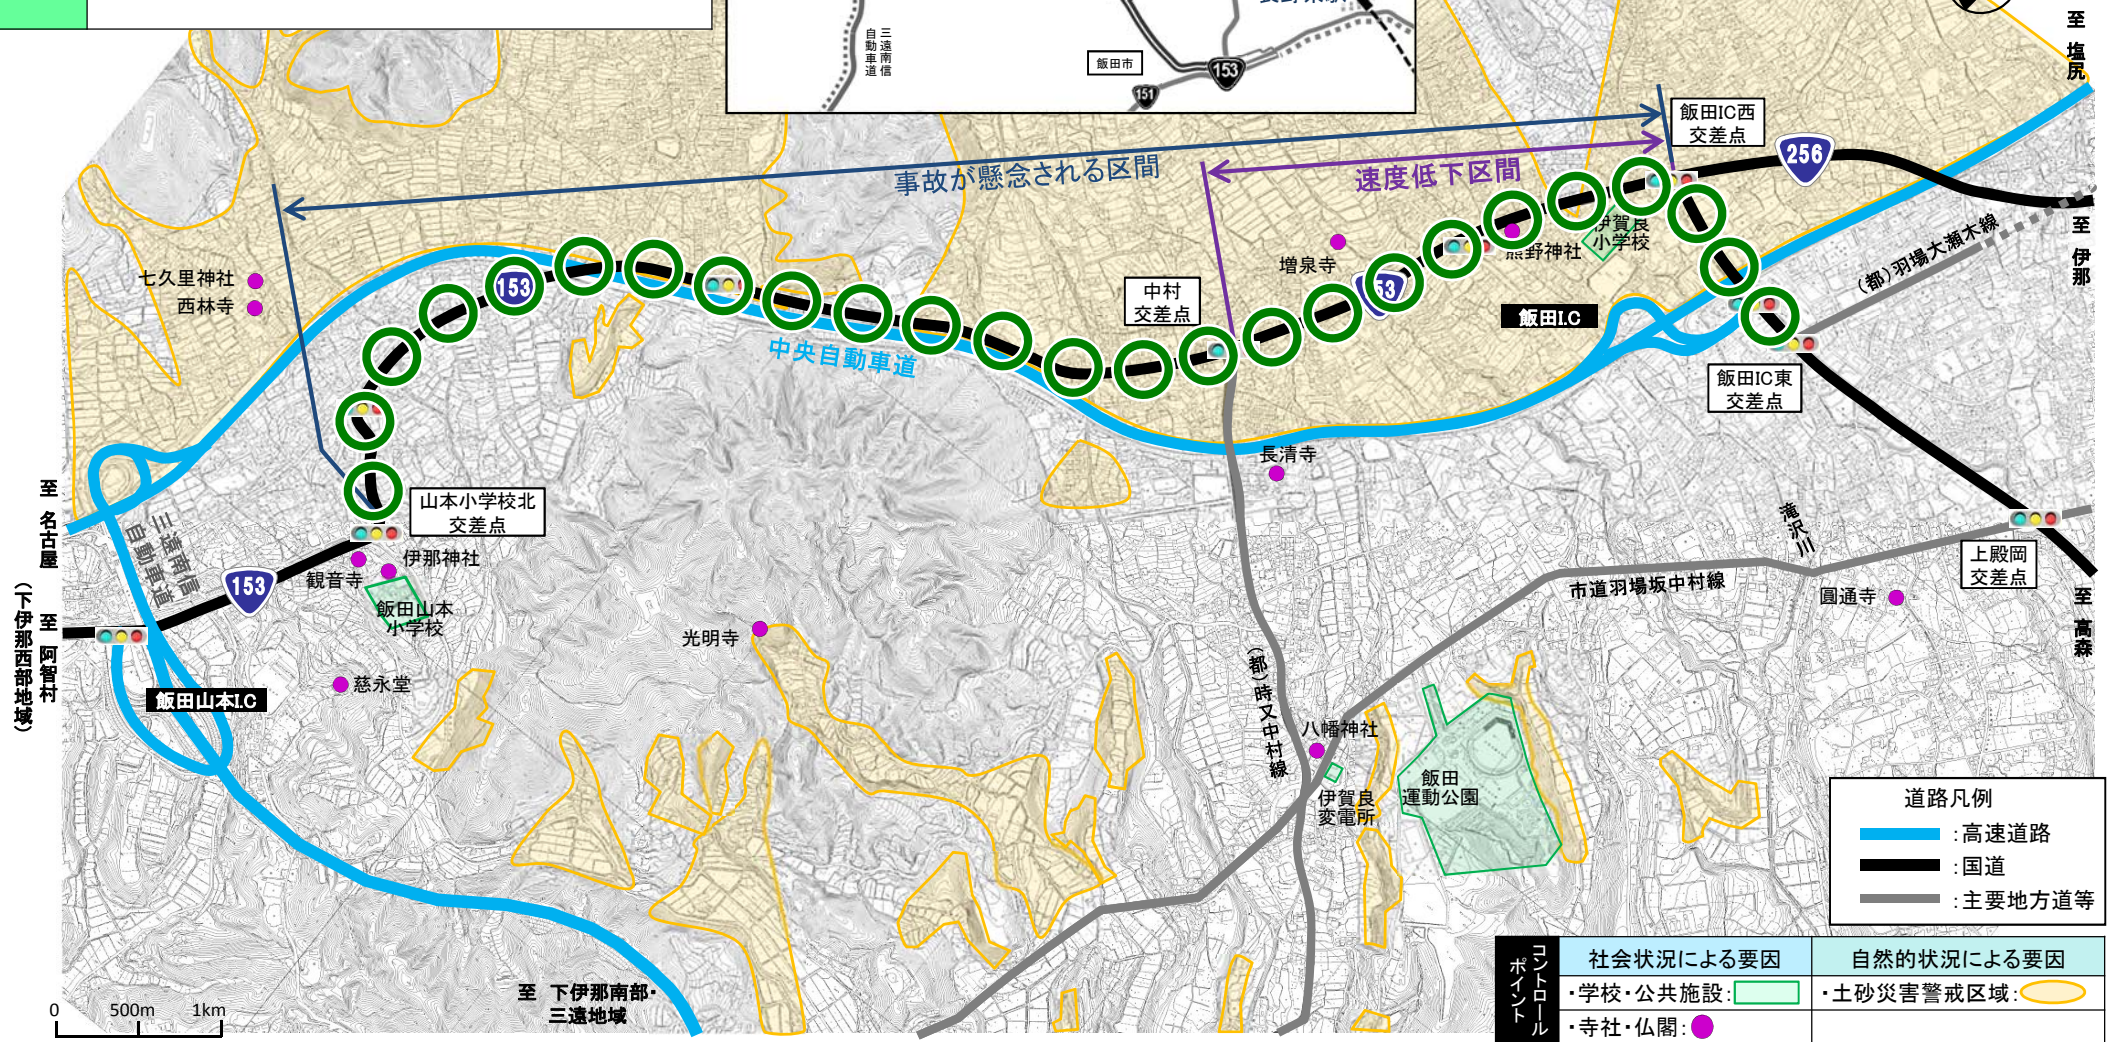 三遠南信
自動車道
飯田市
153
151
至 塩尻
飯田IC西
交差点
256
事故が懸念される区間
速度低下区間
至 伊那
(都)羽場大瀬木線
伊賀良
小学校
熊野神社
増泉寺
七久里神社
西林寺
153
中村
交差点
53
飯田I.C
中央自動車道
飯田IC東
交差点
長清寺
至 名古屋
三遠南信
自動車道
山本小学校北
交差点
伊那神社
観音寺
153
飯田山本
小学校
滝沢川
上殿岡
交差点
市道羽場坂中村線
圓通寺
至 高森
至 阿智村
(下伊那西部地域)
光明寺
慈永堂
飯田山本I.C
(都)時又中村線
八幡神社
飯田
運動公園
伊賀良
変電所
道路凡例
:高速道路
:国道
:主要地方道等
コントロール
ポイント
社会状況による要因
自然的状況による要因
・学校・公共施設:
・土砂災害警戒区域:
・寺社・仏閣:
至 下伊那南部・
三遠地域
0 500m 1km